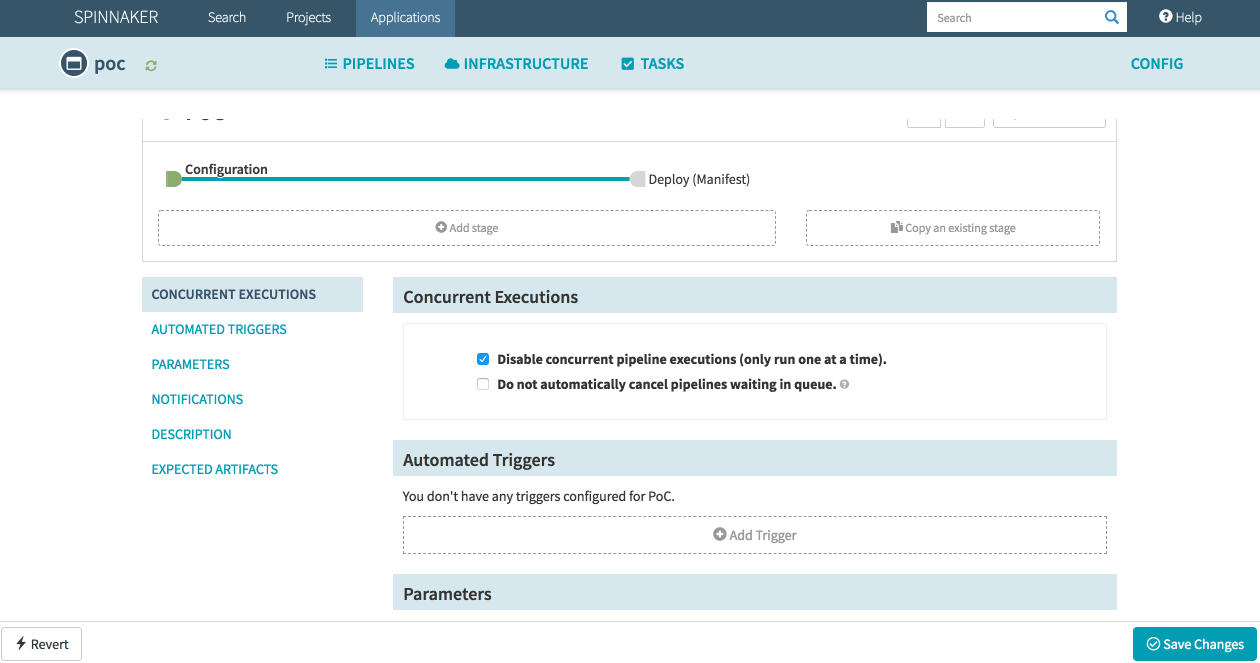 SPINNAKER Search Projects Applications Search Help
poc PIPELINES INFRASTRUCTURE TASKS CONFIG
Configuration
Deploy (Manifest)
Add stage Copy an existing stage
CONCURRENT EXECUTIONS
AUTOMATED TRIGGERS
PARAMETERS
NOTIFICATIONS
DESCRIPTION
EXPECTED ARTIFACTS
Concurrent Executions
Disable concurrent pipeline executions (only run one at a time).
Do not automatically cancel pipelines waiting in queue.
Automated Triggers
You don't have any triggers configured for PoC.
Add Trigger
Parameters
Revert Save Changes